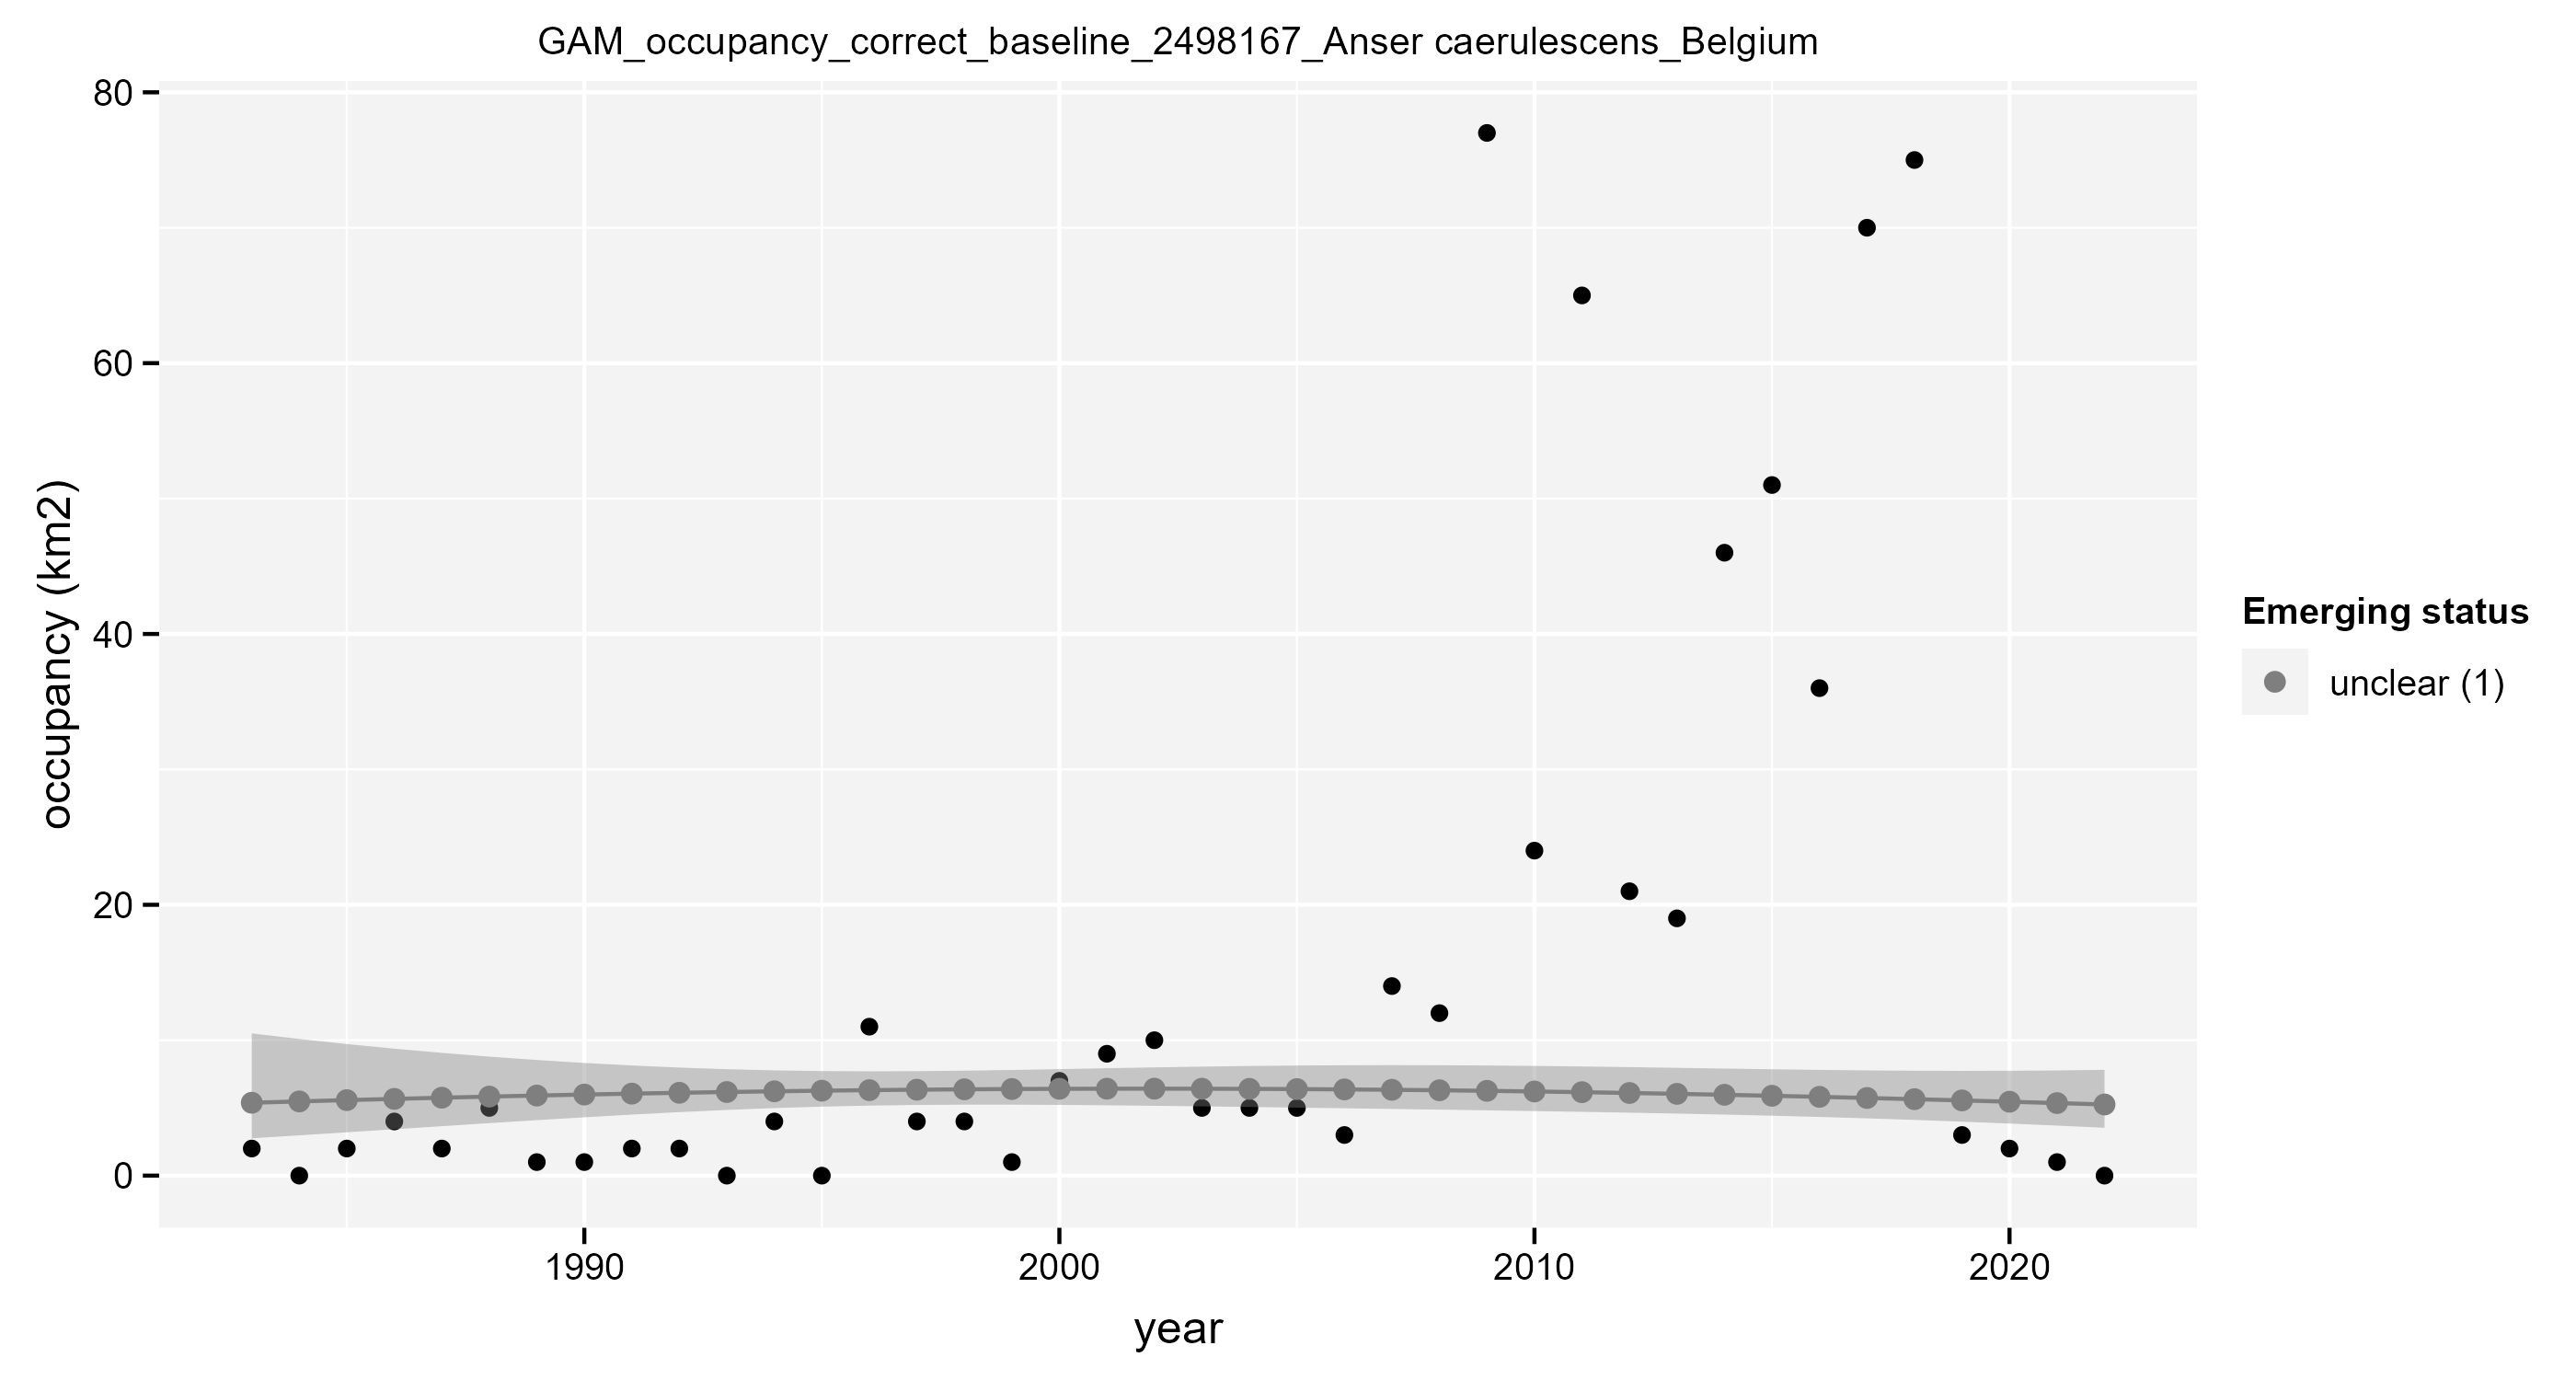 GAM_occupancy_correct_baseline_2498167_Anser caerulescens_Belgium
80
60
40
20
0
occupancy (km2)
1990 2000 2010 2020
year
Emerging status
unclear (1)